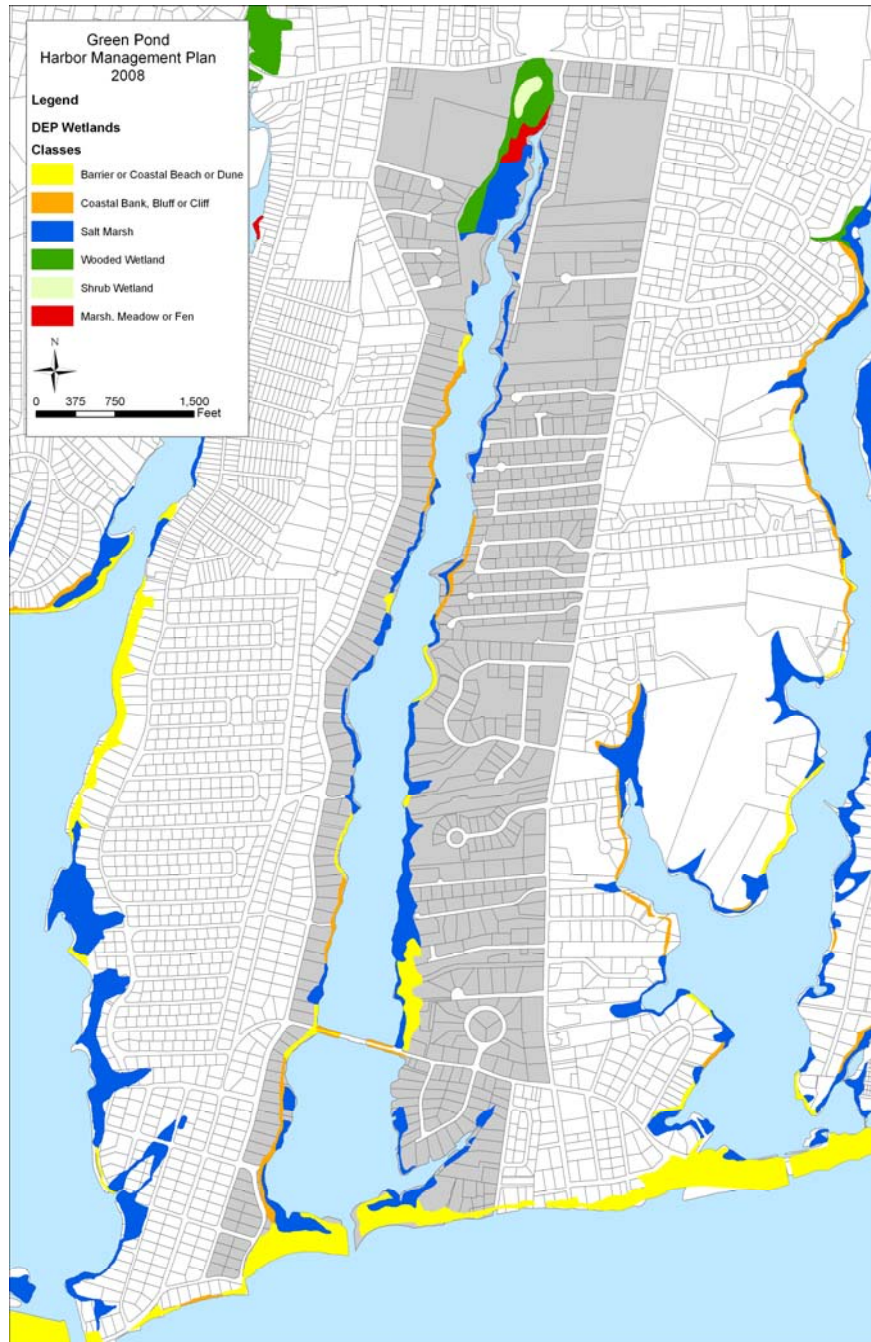 Green Pond
Harbor Management Plan
2008
Legend
DEP Wetlands
Classes
Barrier or Coastal Beach or Dune
Coastal Bank, Bluff or Cliff
Salt Marsh
Wooded Wetland
Shrub Wetland
Marsh, Meadow or Fen
N
0 375 750 1,500
Feet